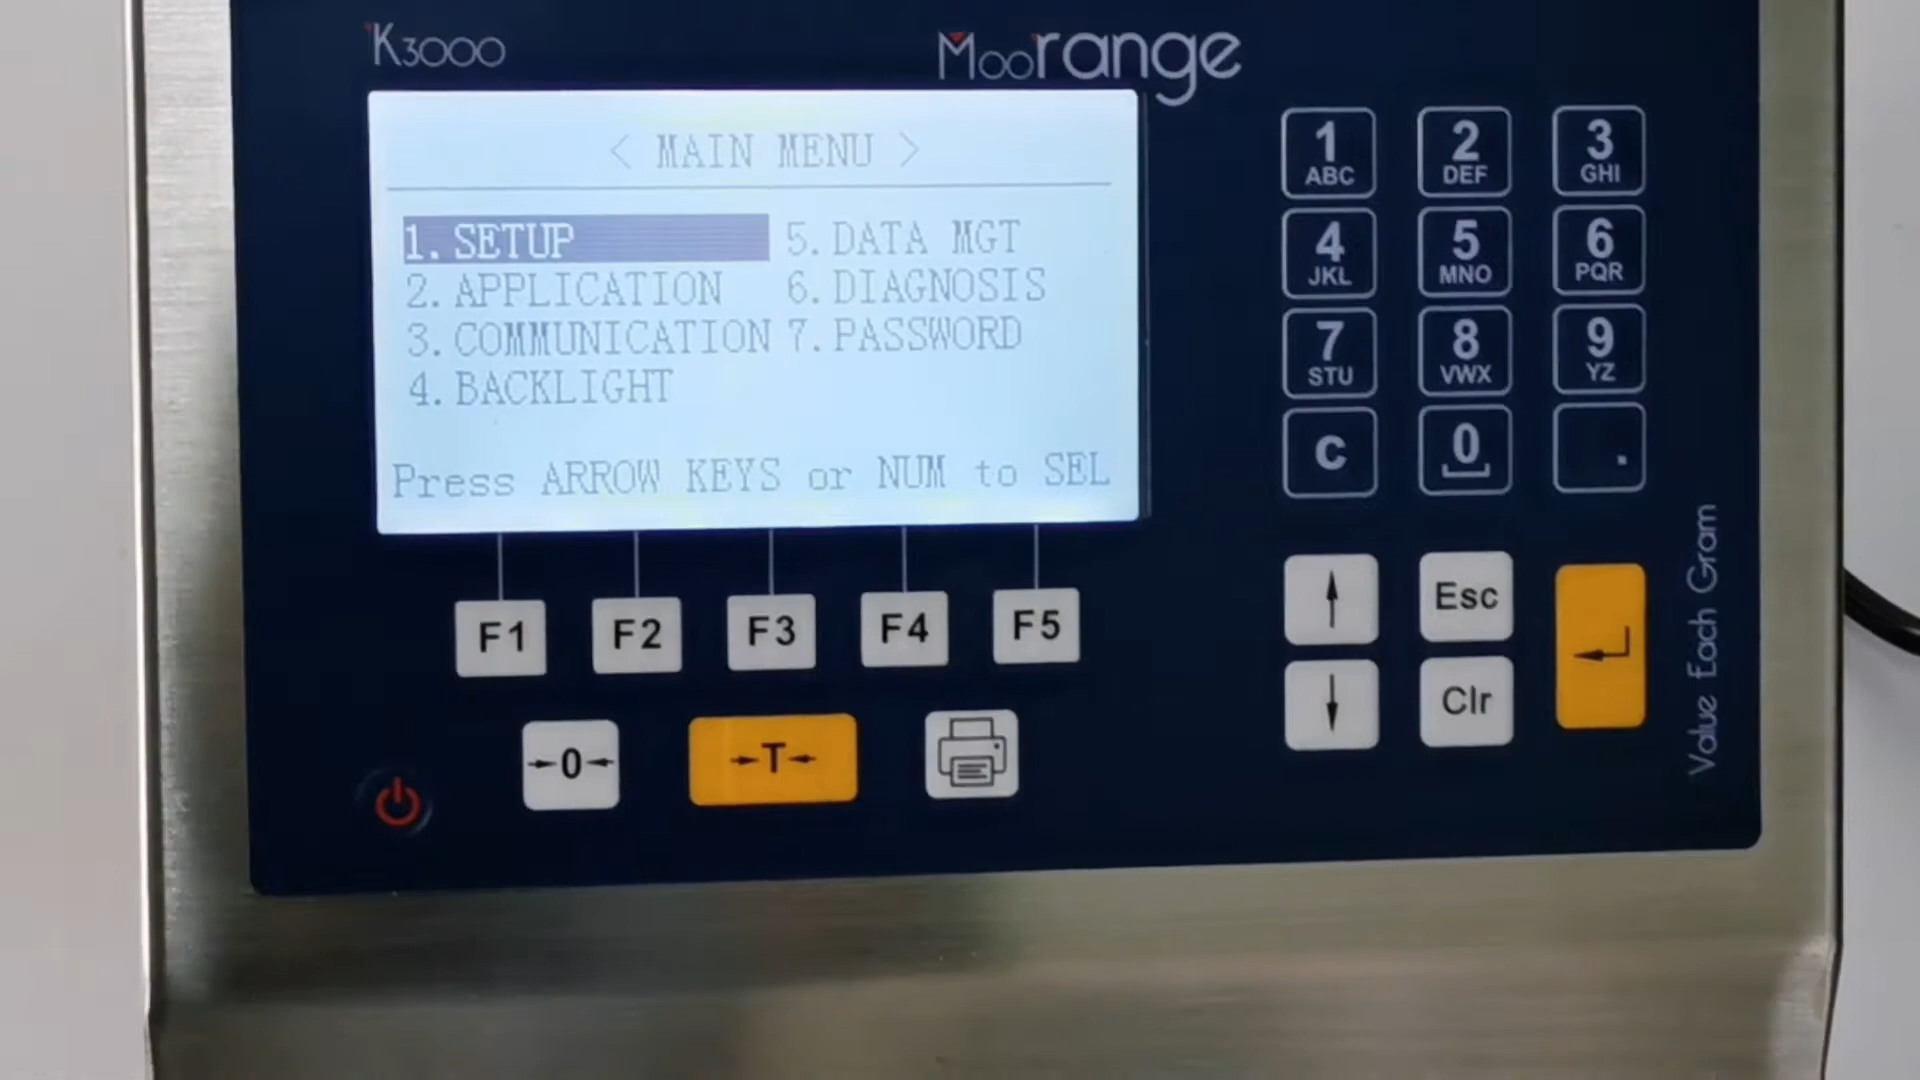 K3000
Moorange
< MAIN MENU >
1. SETUP
2. APPLICATION
3. COMMUNICATION
4. BACKLIGHT
5. DATA MGT
6. DIAGNOSIS
7. PASSWORD
Press ARROW KEYS or NUM to SEL
F1 F2 F3 F4 F5
→0←
→T←
1 ABC
2 DEF
3 GHI
4 JKL
5 MNO
6 PQR
7 STU
8 VWX
9 YZ
C
0
.
↑
Esc
↓
Clr
Value Each Gram